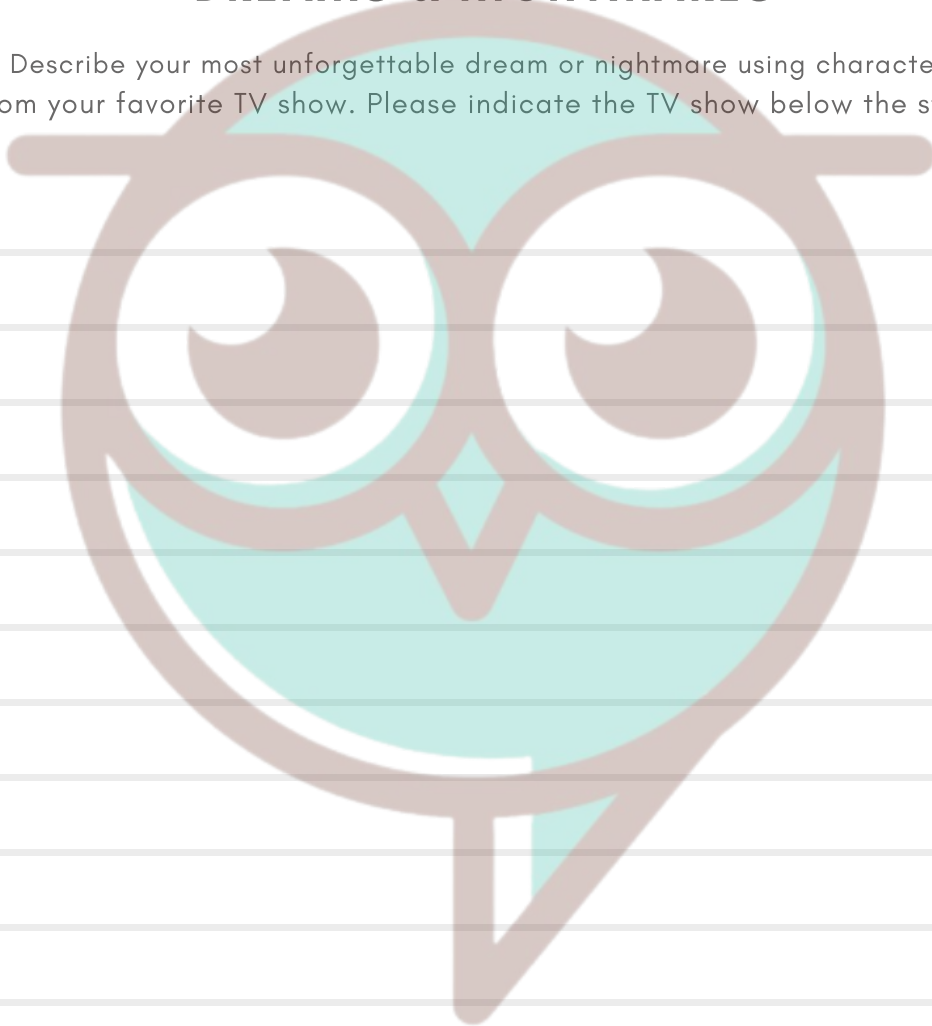 Describe your most unforgettable dream or nightmare using characte
om your favorite TV show. Please indicate the TV show below the s